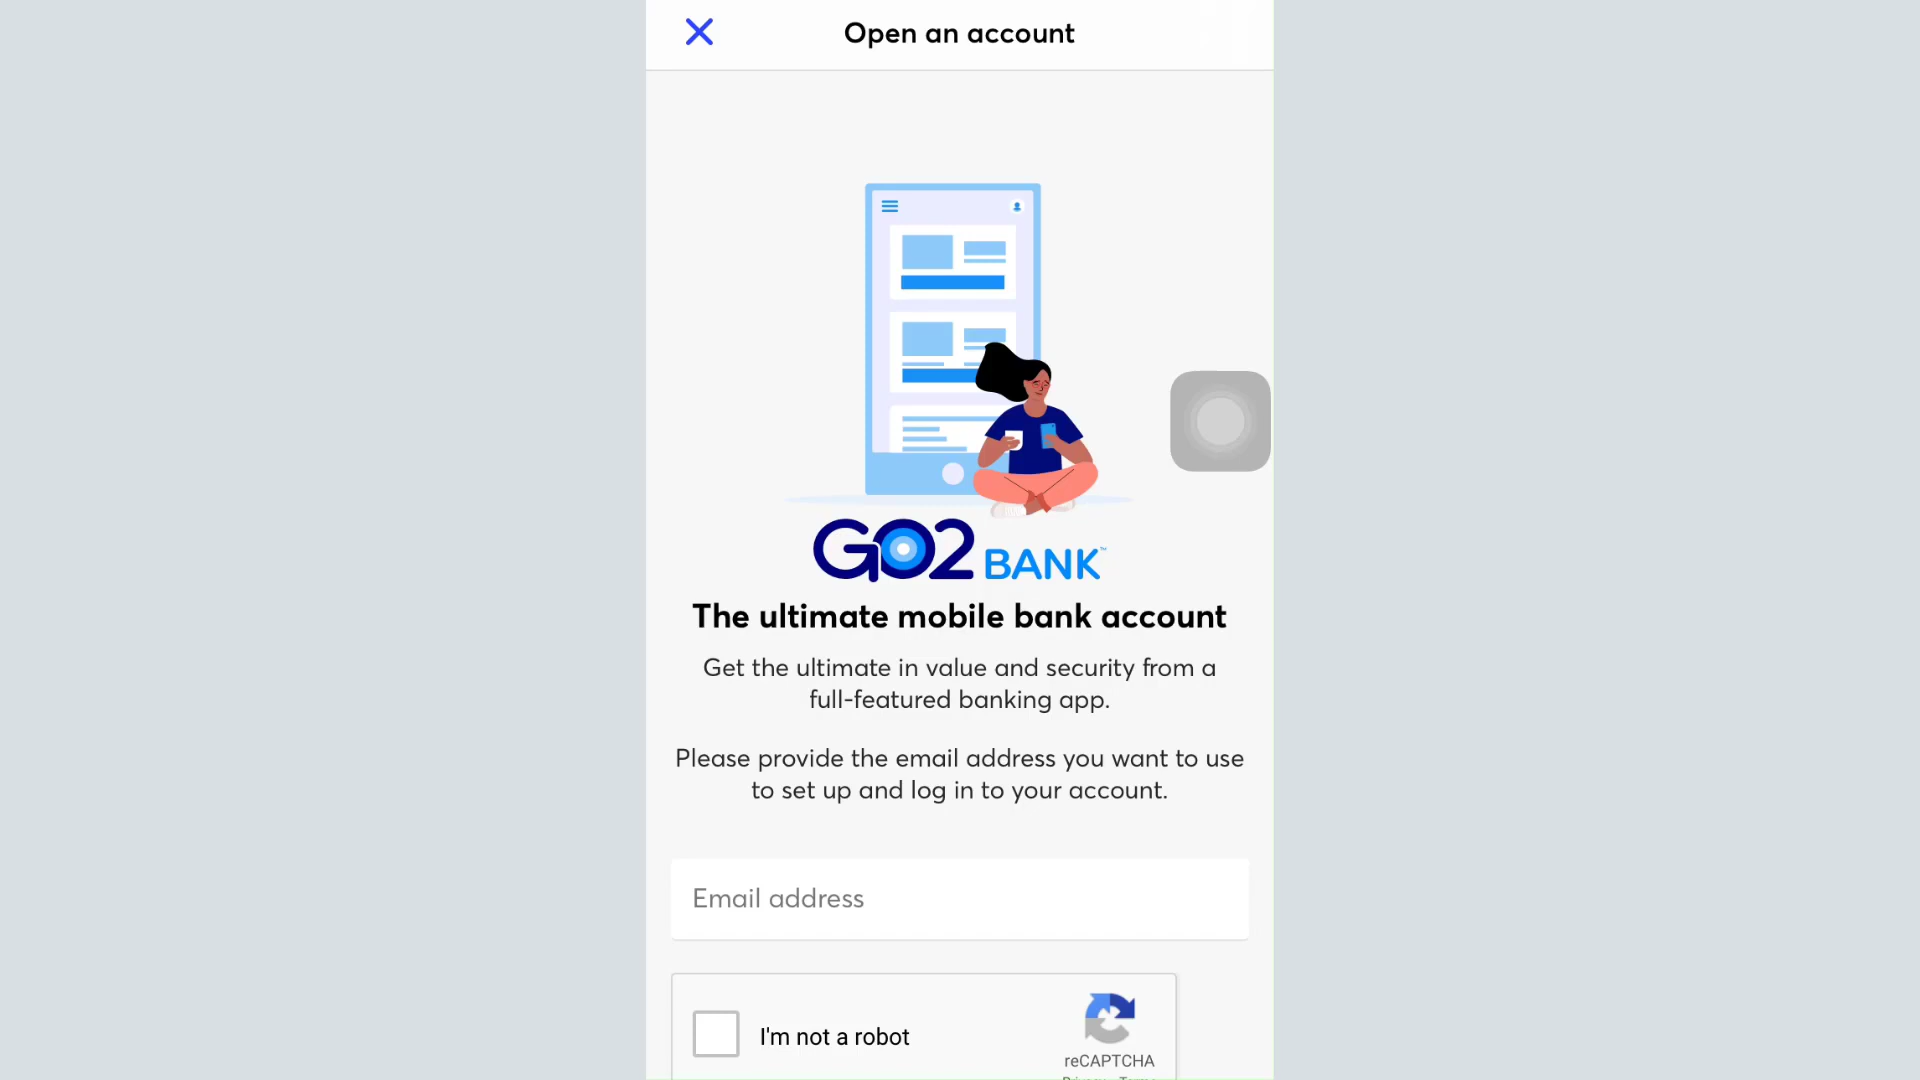 Open an account
GO2 BANK™
The ultimate mobile bank account
Get the ultimate in value and security from a
full-featured banking app.
Please provide the email address you want to use
to set up and log in to your account.
Email address
I'm not a robot
reCAPTCHA